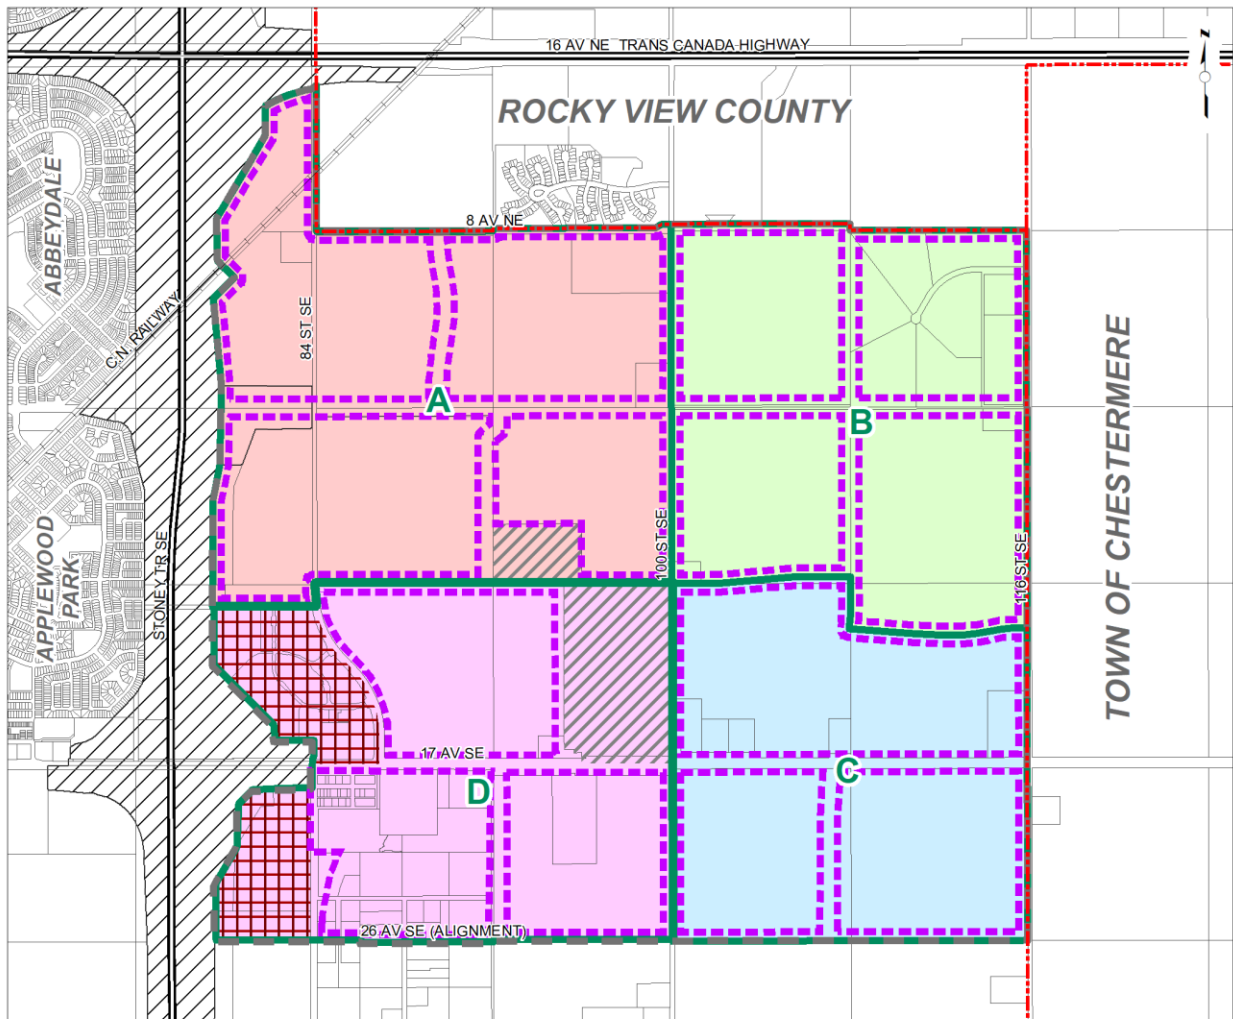 16 AV NE TRANS CANADA HIGHWAY
ROCKY VIEW COUNTY
ABBEYDALE
8 AV NE
C.N. RAILWAY
84 ST SE
A
B
TOWN OF CHESTERMERE
APPLEWOOD
PARK
STONEY TR SE
100 ST SE
116 ST SE
17 AV SE
C
D
26 AV SE (ALIGNMENT)